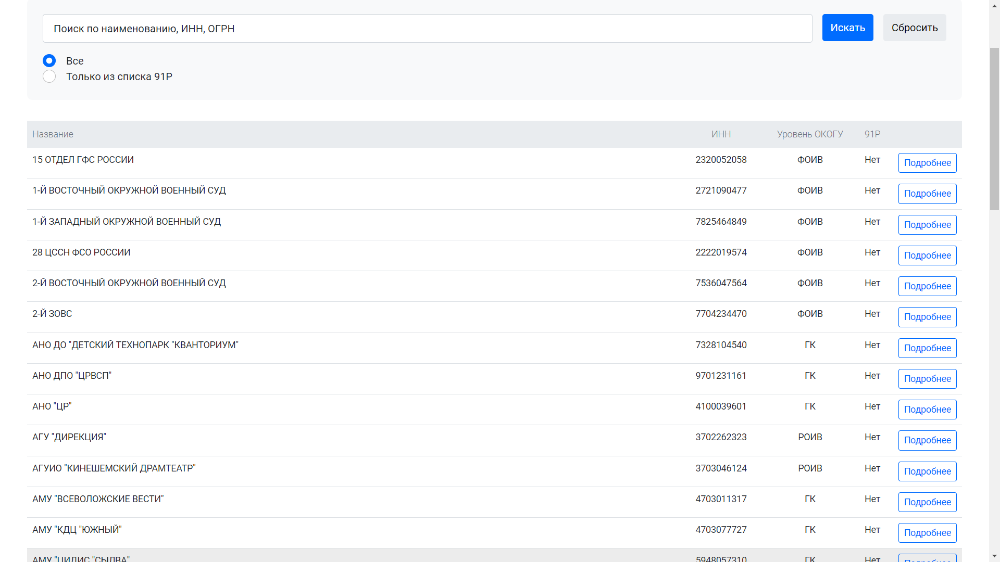 Поиск по наименованию, ИНН, ОГРН
Искать
Сбросить
Все
Только из списка 91Р
Название ИНН Уровень ОКОГУ 91Р
15 ОТДЕЛ ГФС РОССИИ 2320052058 ФОИВ Нет Подробнее
1-Й ВОСТОЧНЫЙ ОКРУЖНОЙ ВОЕННЫЙ СУД 2721090477 ФОИВ Нет Подробнее
1-Й ЗАПАДНЫЙ ОКРУЖНОЙ ВОЕННЫЙ СУД 7825464849 ФОИВ Нет Подробнее
28 ЦССН ФСО РОССИИ 2222019574 ФОИВ Нет Подробнее
2-Й ВОСТОЧНЫЙ ОКРУЖНОЙ ВОЕННЫЙ СУД 7536047564 ФОИВ Нет Подробнее
2-Й ЗОВС 7704234470 ФОИВ Нет Подробнее
АНО ДО "ДЕТСКИЙ ТЕХНОПАРК "КВАНТОРИУМ" 7328104540 ГК Нет Подробнее
АНО ДПО "ЦРВСП" 9701231161 ГК Нет Подробнее
АНО "ЦР" 4100039601 ГК Нет Подробнее
АГУ "ДИРЕКЦИЯ" 3702262323 РОИВ Нет Подробнее
АГУИО "КИНЕШЕМСКИЙ ДРАМТЕАТР" 3703046124 РОИВ Нет Подробнее
АМУ "ВСЕВОЛОЖСКИЕ ВЕСТИ" 4703011317 ГК Нет Подробнее
АМУ "КДЦ "ЮЖНЫЙ" 4703077727 ГК Нет Подробнее
АМУ "ЦИДИС "СЫЛВА" 5948057310 ГК Нет Подробнее